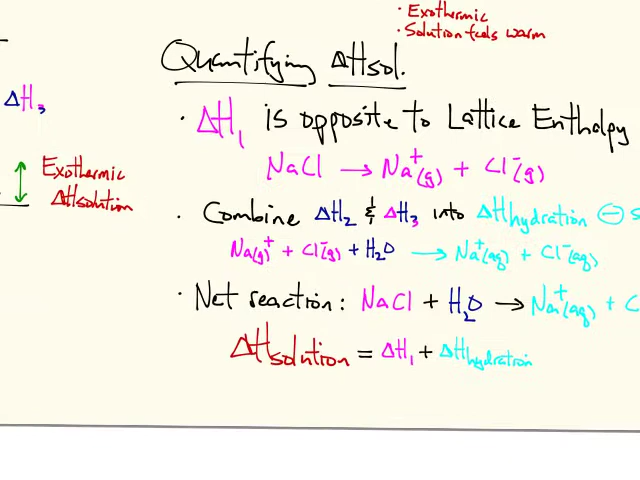 · Exothermic
· Solution feels warm
Quantifying ΔHsol.
ΔH₃
· ΔH₁ is opposite to Lattice Enthalpy
NaCl → Na⁺(g) + Cl⁻(g)
Exothermic
ΔHsolution
· Combine ΔH₂ & ΔH₃ into ΔHhydration ⊖ S
Na(g)⁺ + Cl⁻(g) + H₂O → Na⁺(aq) + Cl⁻(aq)
· Net reaction: NaCl + H₂O → Na⁺(aq) + C
ΔHsolution = ΔH₁ + ΔHhydration